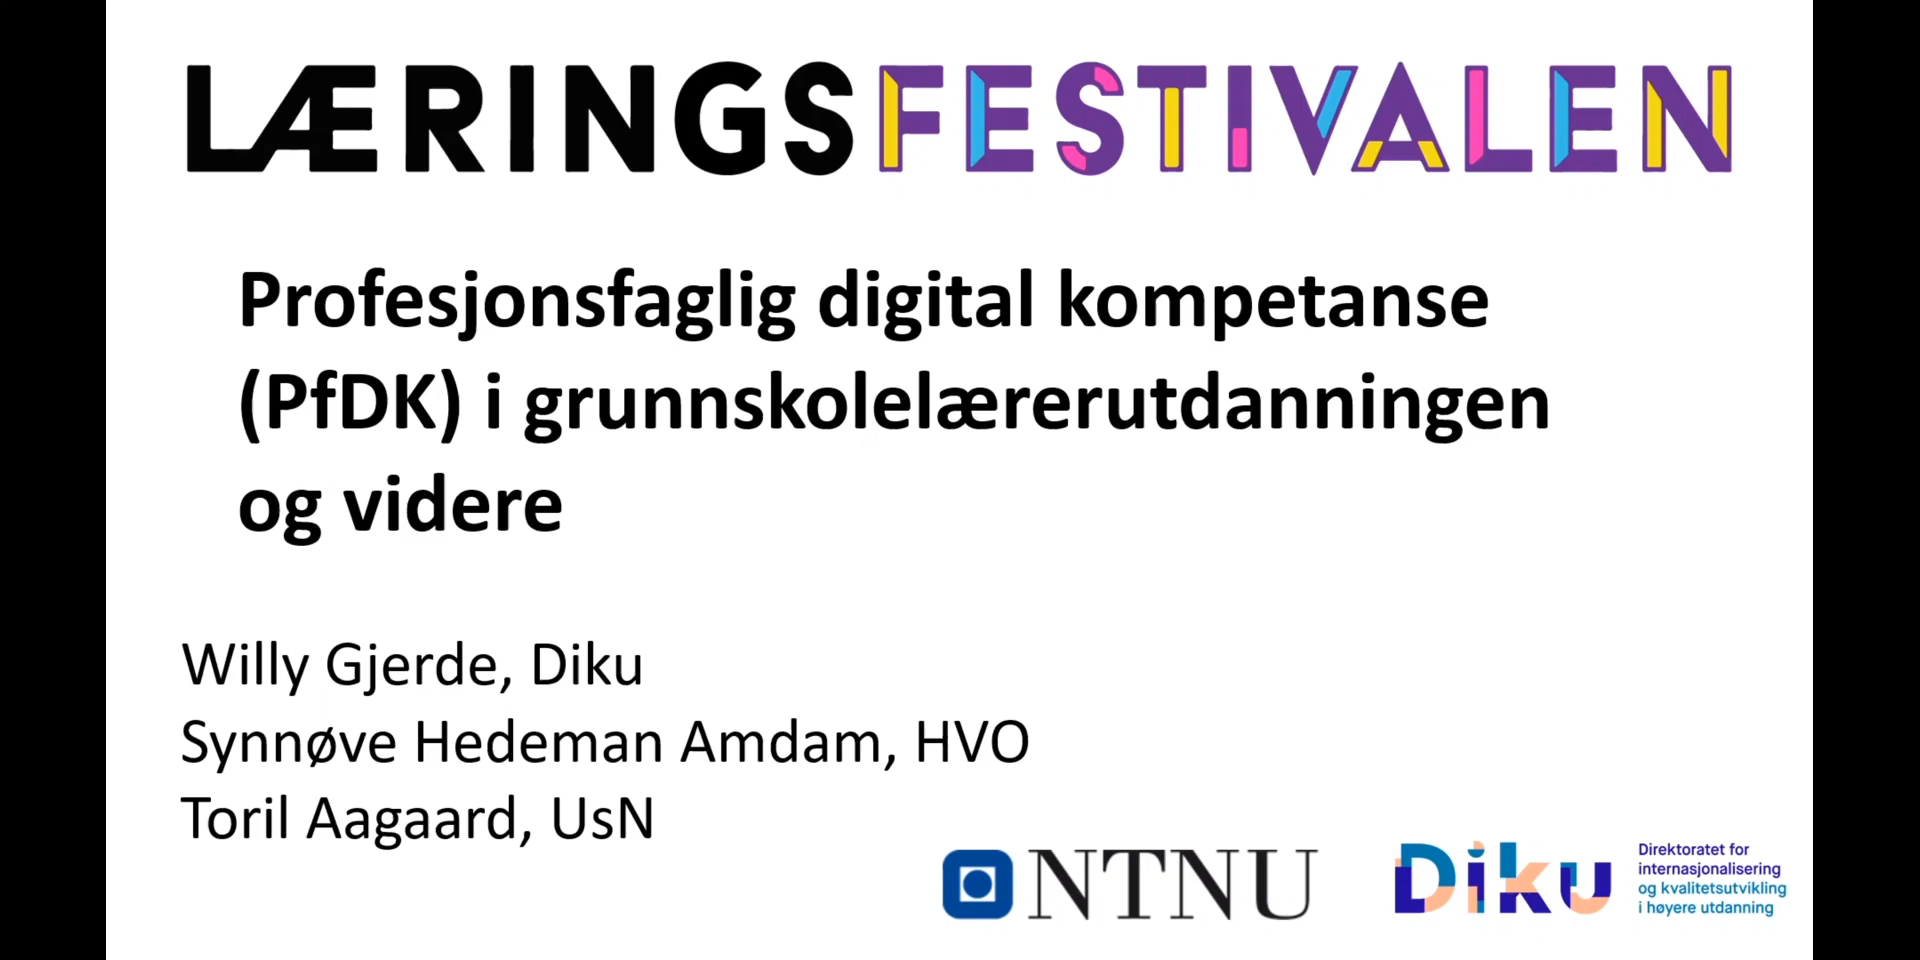 LÆRINGSFESTIVALEN
Profesjonsfaglig digital kompetanse
(PfDK) i grunnskolelærerutdanningen
og videre
Willy Gjerde, Diku
Synnøve Hedeman Amdam, HVO
Toril Aagaard, UsN
NTNU
Diku
Direktoratet for
internasjonalisering
og kvalitetsutvikling
i høyere utdanning